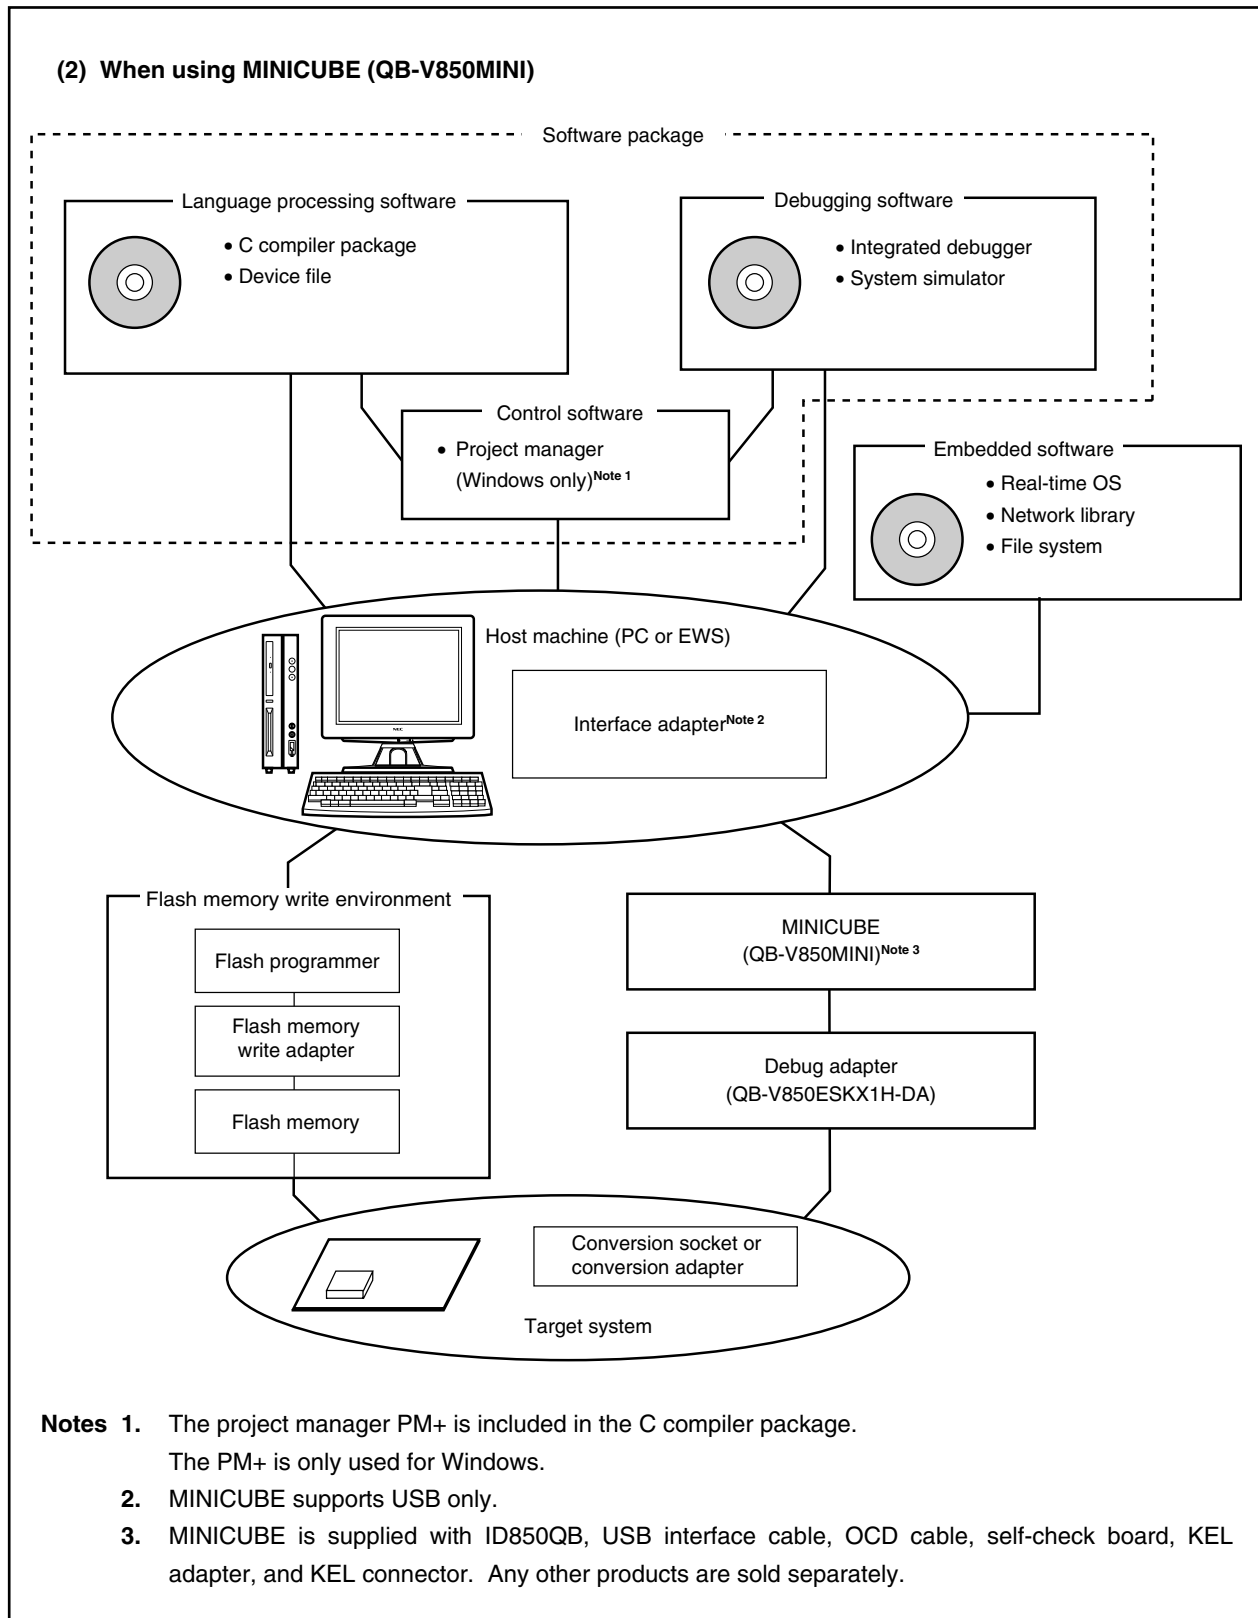 (2) When using MINICUBE (QB-V850MINI)
Software package
Language processing software
• C compiler package
• Device file
Debugging software
• Integrated debugger
• System simulator
Control software
• Project manager
(Windows only)Note 1
Embedded software
• Real-time OS
• Network library
• File system
Host machine (PC or EWS)
Interface adapterNote 2
NEC
Flash memory write environment
Flash programmer
Flash memory
write adapter
Flash memory
MINICUBE
(QB-V850MINI)Note 3
Debug adapter
(QB-V850ESKX1H-DA)
Conversion socket or
conversion adapter
Target system
Notes 1. The project manager PM+ is included in the C compiler package.
The PM+ is only used for Windows.
2. MINICUBE supports USB only.
3. MINICUBE is supplied with ID850QB, USB interface cable, OCD cable, self-check board, KEL
adapter, and KEL connector. Any other products are sold separately.